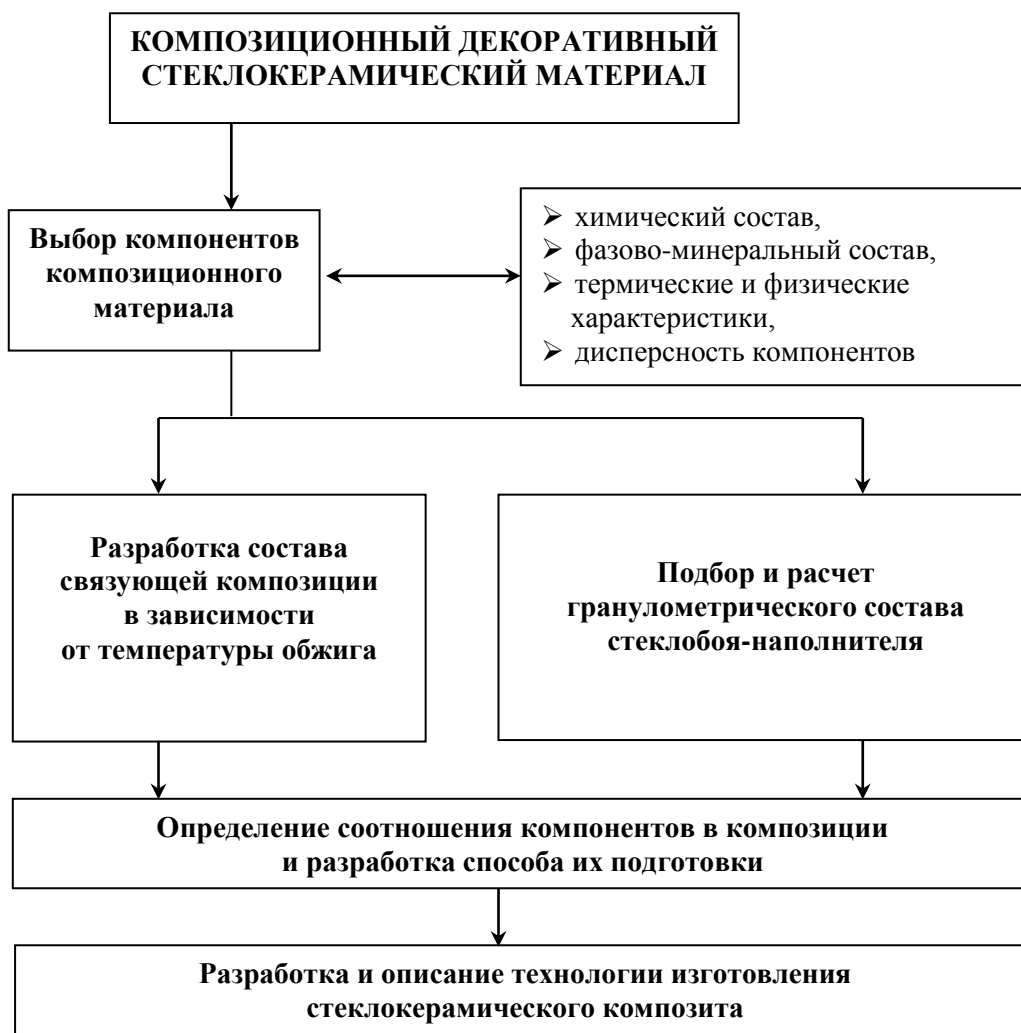 КОМПОЗИЦИОННЫЙ ДЕКОРАТИВНЫЙ
СТЕКЛОКЕРАМИЧЕСКИЙ МАТЕРИАЛ
Выбор компонентов
композиционного
материала
➢ химический состав,
➢ фазово-минеральный состав,
➢ термические и физические
характеристики,
➢ дисперсность компонентов
Разработка состава
связующей композиции
в зависимости
от температуры обжига
Подбор и расчет
гранулометрического состава
стеклобоя-наполнителя
Определение соотношения компонентов в композиции
и разработка способа их подготовки
Разработка и описание технологии изготовления
стеклокерамического композита